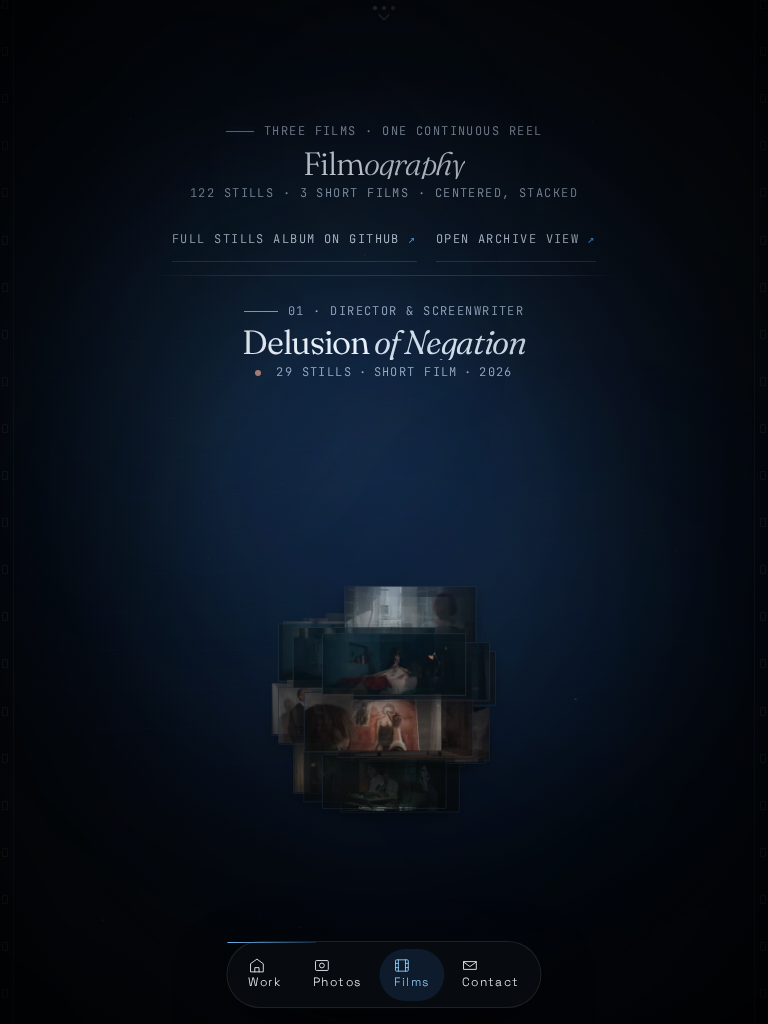 THREE FILMS · ONE CONTINUOUS REEL
Filmography
122 STILLS · 3 SHORT FILMS · CENTERED, STACKED
FULL STILLS ALBUM ON GITHUB ↗ OPEN ARCHIVE VIEW ↗
01 · DIRECTOR & SCREENWRITER
Delusion of Negation
29 STILLS · SHORT FILM · 2026
Work Photos Films Contact